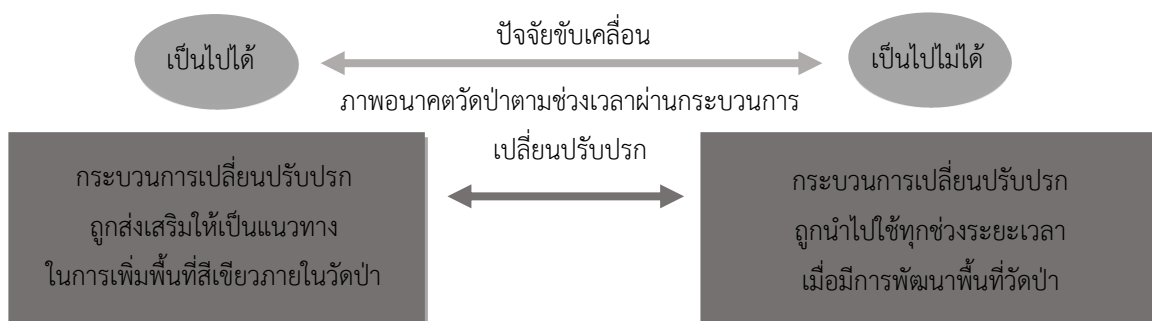 ปัจจัยขับเคลื่อน
เป็นไปได้
เป็นไปไม่ได้
ภาพอนาคตวัดป่าตามช่วงเวลาผ่านกระบวนการ
เปลี่ยนปรับปรก
กระบวนการเปลี่ยนปรับปรก
ถูกส่งเสริมให้เป็นแนวทาง
ในการเพิ่มพื้นที่สีเขียวภายในวัดป่า
กระบวนการเปลี่ยนปรับปรก
ถูกนำไปใช้ทุกช่วงระยะเวลา
เมื่อมีการพัฒนาพื้นที่วัดป่า